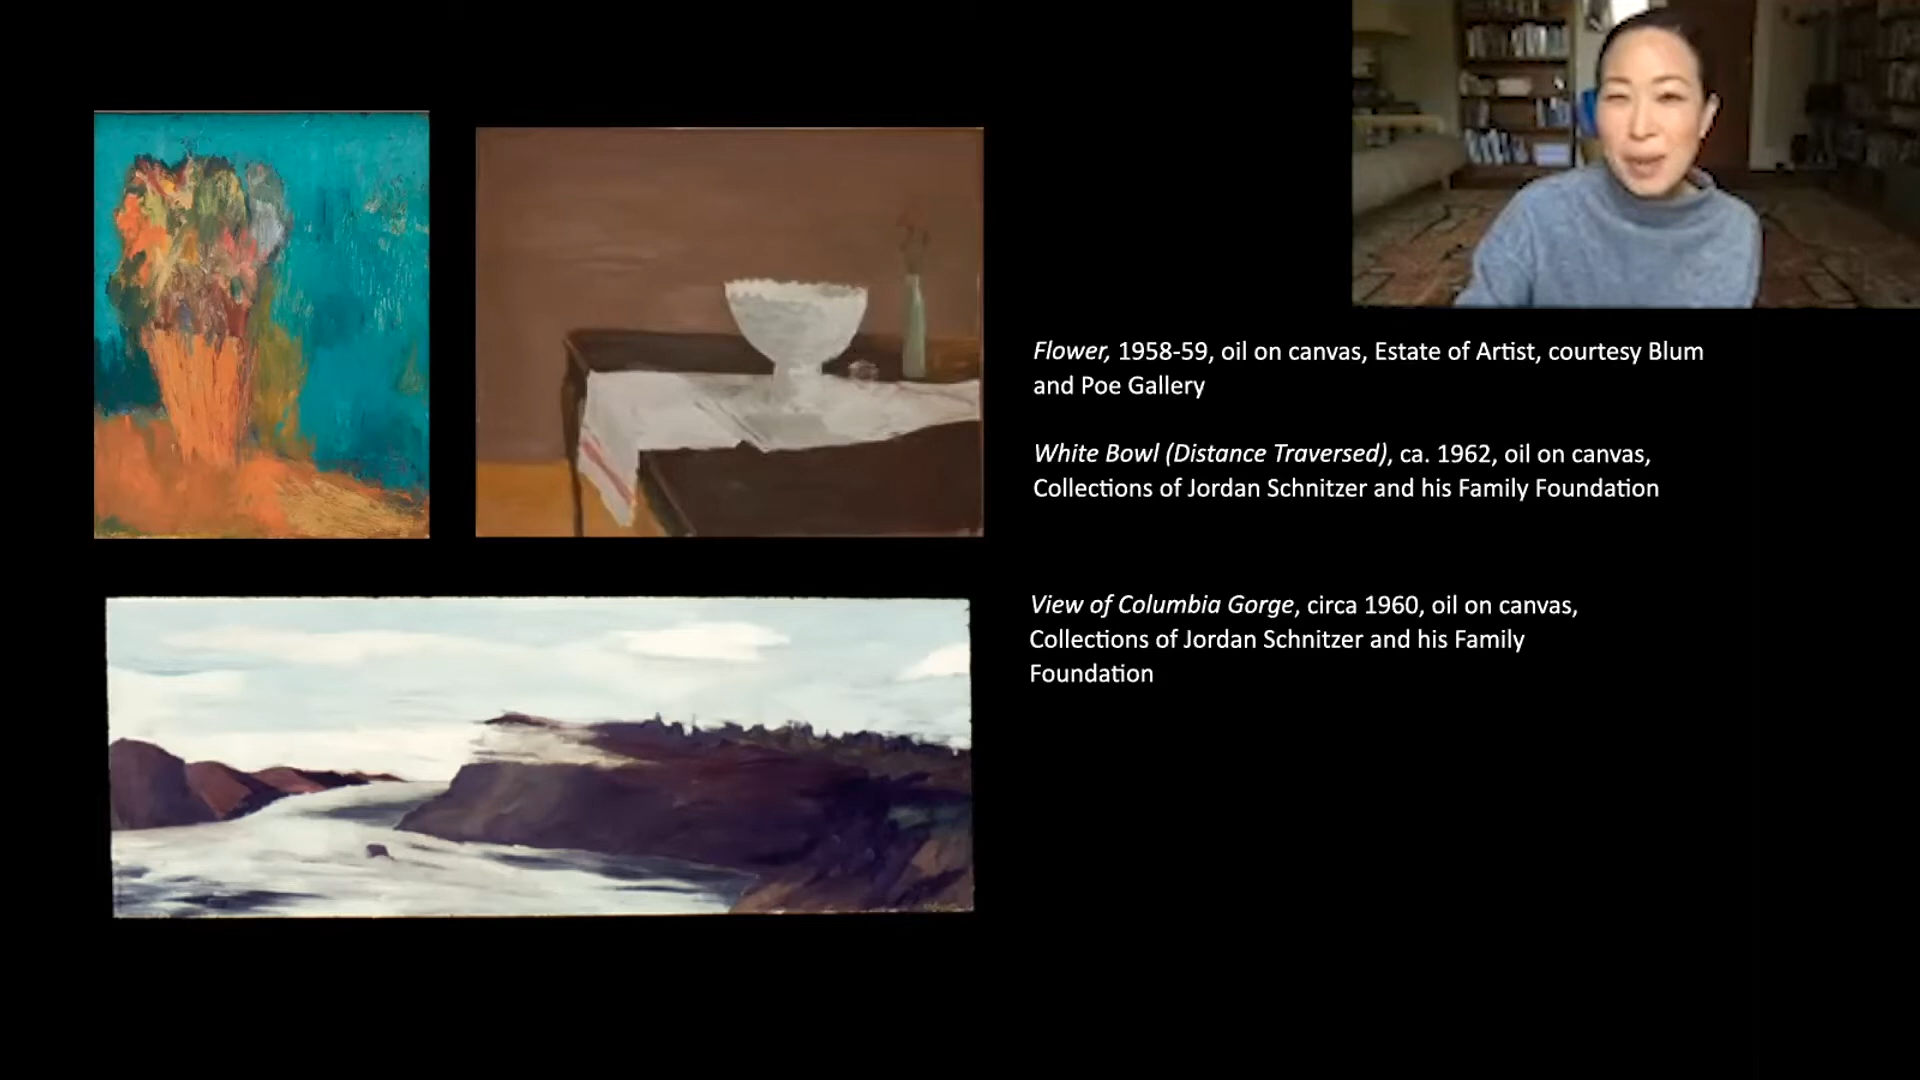 Flower, 1958-59, oil on canvas, Estate of Artist, courtesy Blum
and Poe Gallery
White Bowl (Distance Traversed), ca. 1962, oil on canvas,
Collections of Jordan Schnitzer and his Family Foundation
View of Columbia Gorge, circa 1960, oil on canvas,
Collections of Jordan Schnitzer and his Family
Foundation